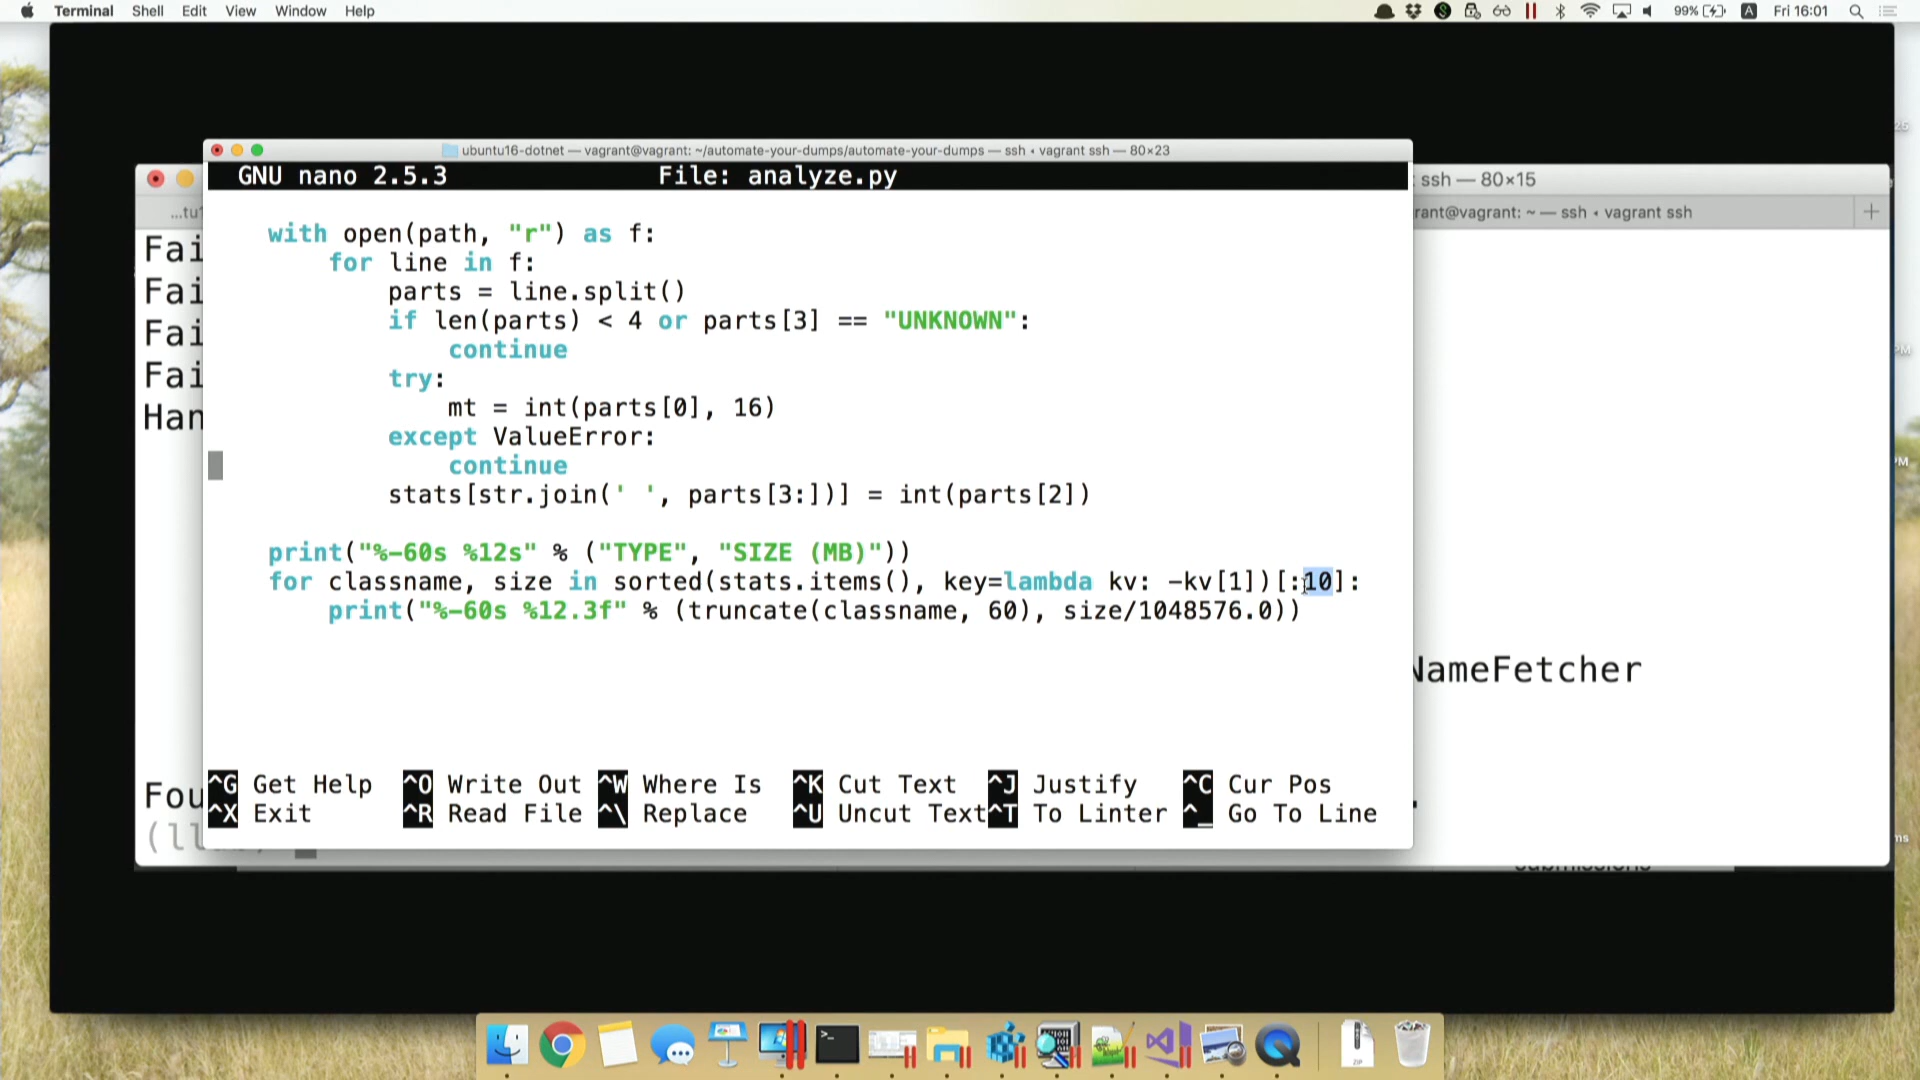 Terminal Shell Edit View Window Help 99% A Fri 16:01
ubuntu16-dotnet — vagrant@vagrant: ~/automate-your-dumps/automate-your-dumps — ssh ‹ vagrant ssh — 80×23
GNU nano 2.5.3 File: analyze.py
with open(path, "r") as f:
for line in f:
parts = line.split()
if len(parts) < 4 or parts[3] == "UNKNOWN":
continue
try:
mt = int(parts[0], 16)
except ValueError:
continue
stats[str.join(' ', parts[3:])] = int(parts[2])
print("%-60s %12s" % ("TYPE", "SIZE (MB)"))
for classname, size in sorted(stats.items(), key=lambda kv: -kv[1])[:10]:
print("%-60s %12.3f" % (truncate(classname, 60), size/1048576.0))
^G Get Help ^O Write Out ^W Where Is ^K Cut Text ^J Justify ^C Cur Pos
^X Exit ^R Read File ^\ Replace ^U Uncut Text ^T To Linter ^_ Go To Line
ssh — 80×15
...tu1 rant@vagrant: ~ — ssh ‹ vagrant ssh
Fai
Fai
Fai
Fai
Han
NameFetcher
Fou
(ll
ZIP